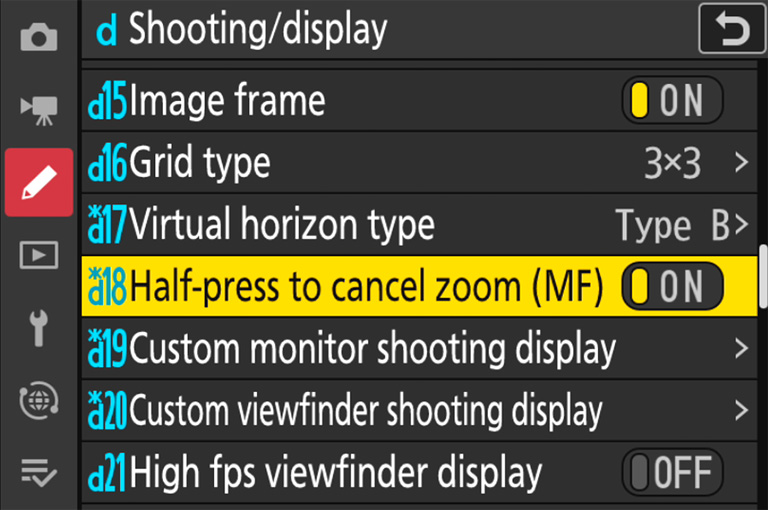 d Shooting/display
d15 Image frame ON
d16 Grid type 3×3 >
*d17 Virtual horizon type Type B >
*d18 Half-press to cancel zoom (MF) ON
*d19 Custom monitor shooting display >
*d20 Custom viewfinder shooting display >
d21 High fps viewfinder display OFF